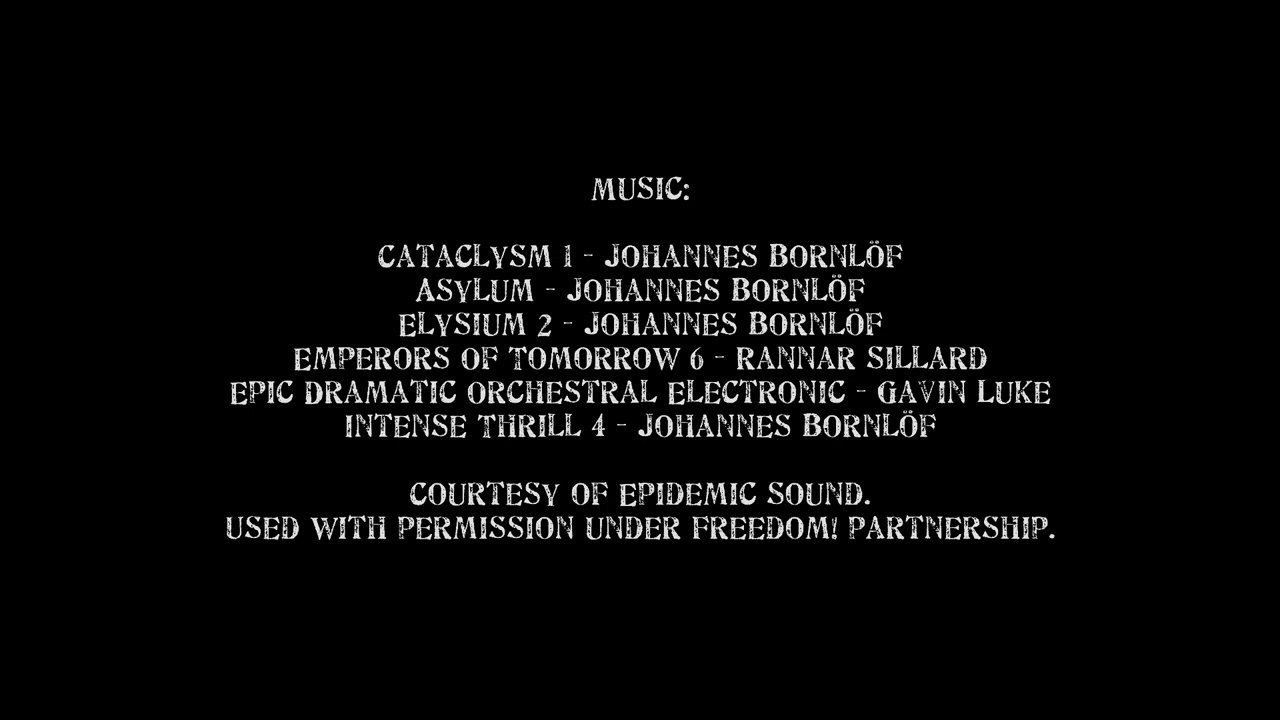 MUSIC:
CATACLYSM 1 - JOHANNES BORNLÖF
ASYLUM - JOHANNES BORNLÖF
ELYSIUM 2 - JOHANNES BORNLÖF
EMPERORS OF TOMORROW 6 - RANNAR SILLARD
EPIC DRAMATIC ORCHESTRAL ELECTRONIC - GAVIN LUKE
INTENSE THRILL 4 - JOHANNES BORNLÖF
COURTESY OF EPIDEMIC SOUND.
USED WITH PERMISSION UNDER FREEDOM! PARTNERSHIP.